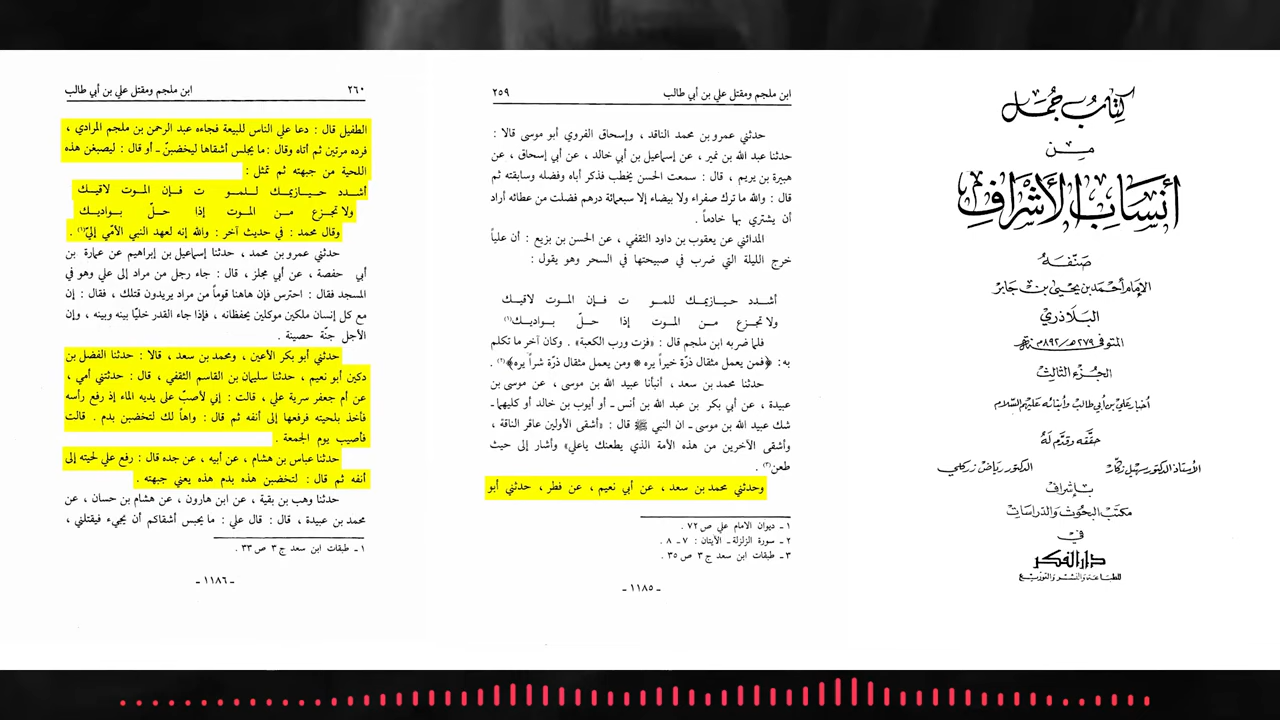 كتاب جمل
من
أنساب الأشراف
صنفه
الإمام أحمد بن يحيى بن جابر
البلاذري
المتوفى ٢٧٩هـ/٨٩٢م
الجزء الثالث
أخبار علي بن أبي طالب وأبنائه عليهم السلام
حققه وقدم له
الأستاذ الدكتور سهيل زكار الدكتور رياض زركلي
بإشراف
مكتب البحوث والدراسات
في
دار الفكر
للطباعة والنشر والتوزيع
ابن ملجم ومقتل علي بن أبي طالب ٢٥٩
حدثني عمرو بن محمد الناقد ، وإسحاق الفروي أبو موسى قالا :
حدثنا عبد الله بن نمير، عن إسماعيل بن أبي خالد، عن أبي إسحاق، عن
هبيرة بن يريم ، قال : سمعت الحسن يخطب فذكر أباه وفضله وسابقته ثم
قال : والله ما ترك صفراء ولا بيضاء إلا سبعمائة درهم فضلت من عطائه أراد
أن يشتري بها خادماً .
المدائني عن يعقوب بن داود الثقفي ، عن الحسن بن بزيع : أن علياً
خرج الليلة التي ضرب في صبيحتها في السحر وهو يقول :
أشدد حيازيمك للمو ت فإن الموت لاقيك
ولا تجزع من الموت إذا حلّ بواديك(١)
فلما ضربه ابن ملجم قال : «فزت ورب الكعبة» . وكان آخر ما تكلم
به : ﴿فمن يعمل مثقال ذرّة خيراً يره * ومن يعمل مثقال ذرّة شراً يره﴾(٢) .
حدثنا محمد بن سعد ، أنبأنا عبيد الله بن موسى ، عن موسى بن
عبيدة ، عن أبي بكر بن عبد الله بن أنس ـ أو أيوب بن خالد أو كليهما ـ
شك عبيد الله بن موسى ـ ان النبي ﷺ قال : «أشقى الأولين عاقر الناقة ،
وأشقى الآخرين من هذه الأمة الذي يطعنك ياعلي» وأشار إلى حيث
طعن(٣) .
وحدثني محمد بن سعد ، عن أبي نعيم ، عن فطر ، حدثني أبو
١ ـ ديوان الامام علي ص ٧٢ .
٢ ـ سورة الزلزلة ـ الأيتان : ٧ ـ ٨ .
٣ ـ طبقات ابن سعد ج ٣ ص ٣٥ .
ـ ١١٨٥ ـ
٢٦٠ ابن ملجم ومقتل علي بن أبي طالب
الطفيل قال : دعا علي الناس للبيعة فجاءه عبد الرحمن بن ملجم المرادي ،
فرده مرتين ثم أتاه وقال : ما يجلس أشقاها ليخضبنّ ـ أو قال : ليصبغن هذه
اللحية من جبهته ثم تمثل :
أشدد حيازيمك للمو ت فإن الموت لاقيك
ولا تجزع من الموت إذا حلّ بواديك
وقال محمد : في حديث آخر : والله إنه لعهد النبي الأمّي إليّ(١) .
حدثني عمرو بن محمد ، حدثنا إسماعيل بن إبراهيم عن عمارة بن
أبي حفصة ، عن أبي مجلز ، قال : جاء رجل من مراد إلى علي وهو في
المسجد فقال : احترس فإن هاهنا قوماً من مراد يريدون قتلك ، فقال : إن
مع كل إنسان ملكين موكلين يحفظانه ، فإذا جاء القدر خليّا بينه وبينه ، وإن
الأجل جنّة حصينة .
حدثني أبو بكر الأعين ، ومحمد بن سعد ، قالا : حدثنا الفضل بن
دكين أبو نعيم ، حدثنا سليمان بن القاسم الثقفي ، قال : حدثتني أمي ،
عن أم جعفر سرية علي ، قالت : إني لأصبّ على يديه الماء إذ رفع رأسه
فأخذ بلحيته فرفعها إلى أنفه ثم قال : واهاً لك لتخضبن بدم . قالت
فأصيب يوم الجمعة .
حدثنا عباس بن هشام ، عن أبيه ، عن جده قال : رفع علي لحيته إلى
أنفه ثم قال : لتخضبن هذه بدم هذه يعني جبهته .
حدثنا وهب بن بقية ، عن ابن هارون ، عن هشام بن حسان ، عن
محمد بن عبيدة ، قال : قال علي : ما يحبس أشقاكم أن يجيء فيقتلني ،
١ ـ طبقات ابن سعد ج ٣ ص ٣٣ .
ـ ١١٨٦ ـ